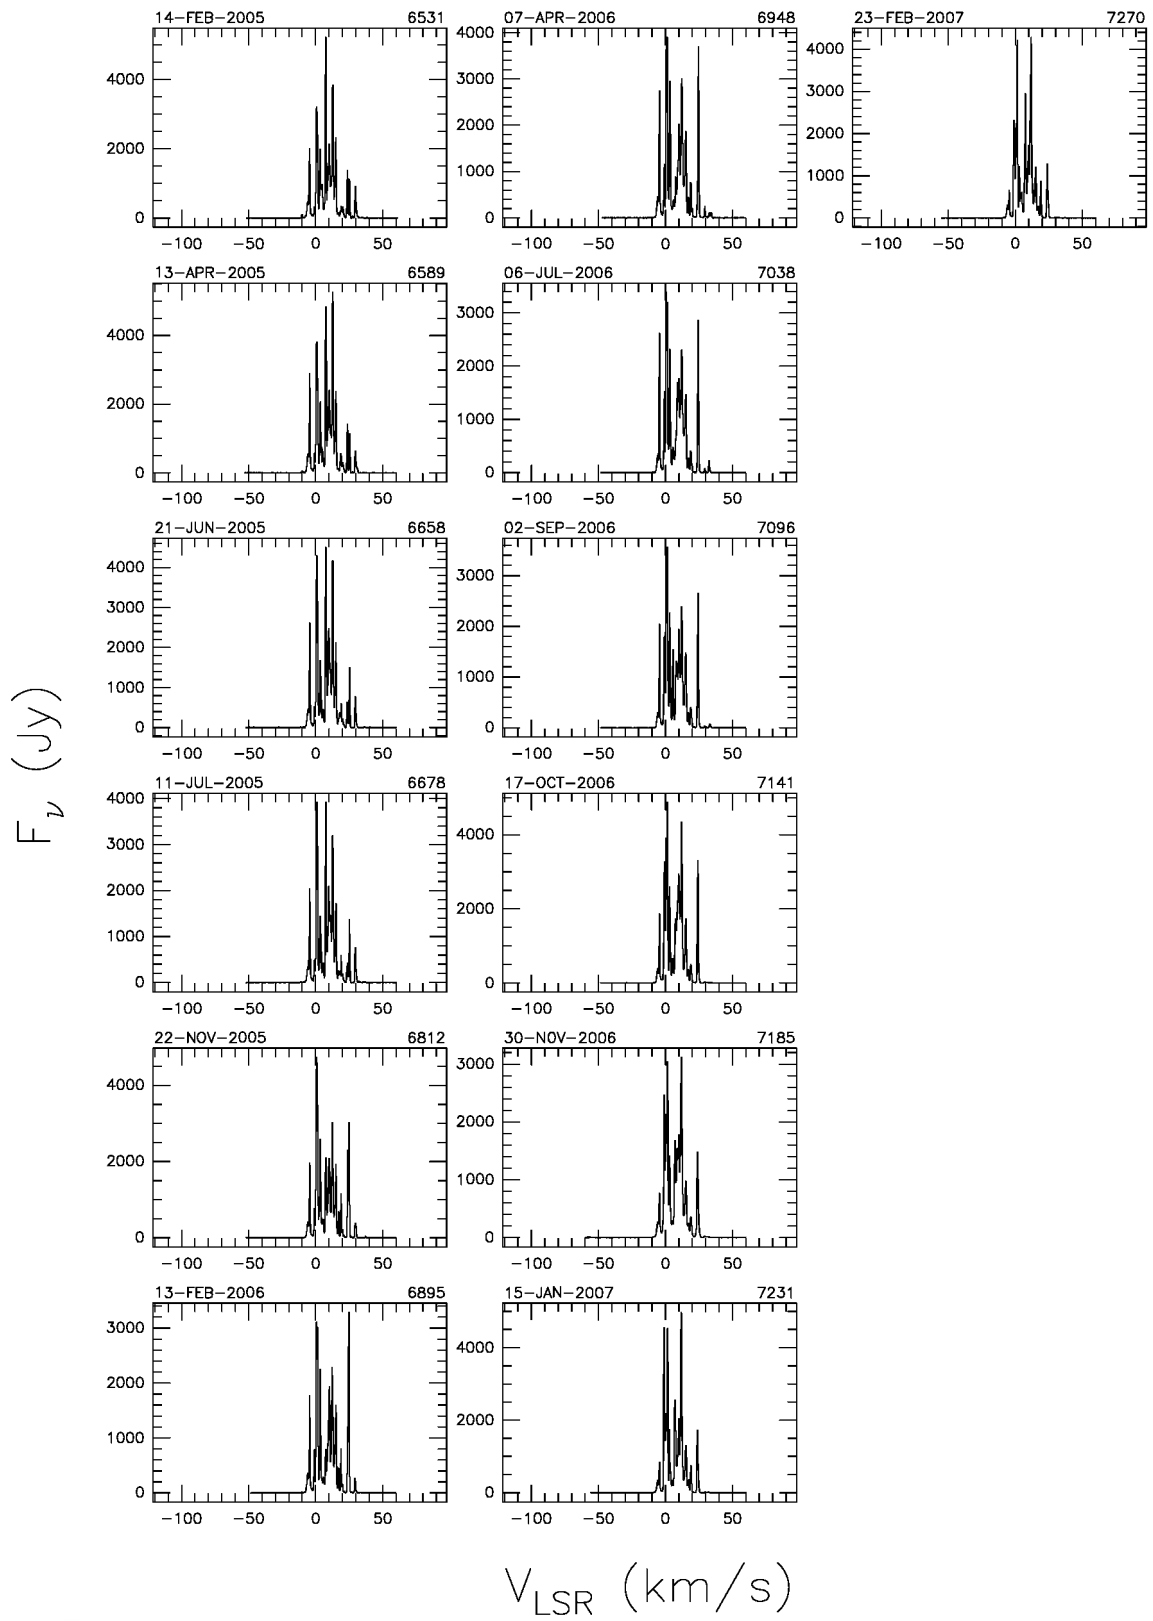 14-FEB-2005 6531 07-APR-2006 6948 23-FEB-2007 7270
4000 2000 0
4000 3000 2000 1000 0
4000 3000 2000 1000 0
-100 -50 0 50 -100 -50 0 50 -100 -50 0 50
13-APR-2005 6589 06-JUL-2006 7038
4000 2000 0
3000 2000 1000 0
-100 -50 0 50 -100 -50 0 50
21-JUN-2005 6658 02-SEP-2006 7096
4000 3000 2000 1000 0
3000 2000 1000 0
-100 -50 0 50 -100 -50 0 50
11-JUL-2005 6678 17-OCT-2006 7141
4000 3000 2000 1000 0
4000 2000 0
-100 -50 0 50 -100 -50 0 50
22-NOV-2005 6812 30-NOV-2006 7185
4000 2000 0
3000 2000 1000 0
-100 -50 0 50 -100 -50 0 50
13-FEB-2006 6895 15-JAN-2007 7231
3000 2000 1000 0
4000 2000 0
-100 -50 0 50 -100 -50 0 50
F_ν (Jy)
V_LSR (km/s)